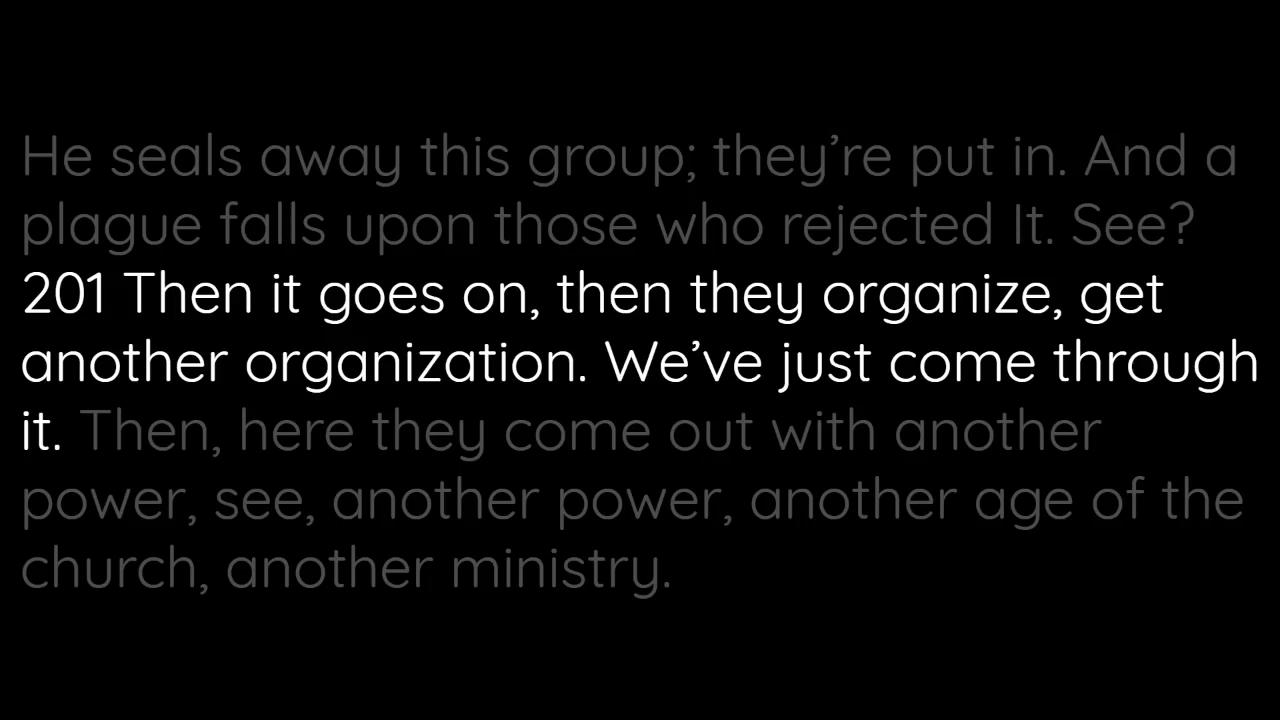 He seals away this group; they’re put in. And a
plague falls upon those who rejected It. See?
201 Then it goes on, then they organize, get
another organization. We’ve just come through
it. Then, here they come out with another
power, see, another power, another age of the
church, another ministry.